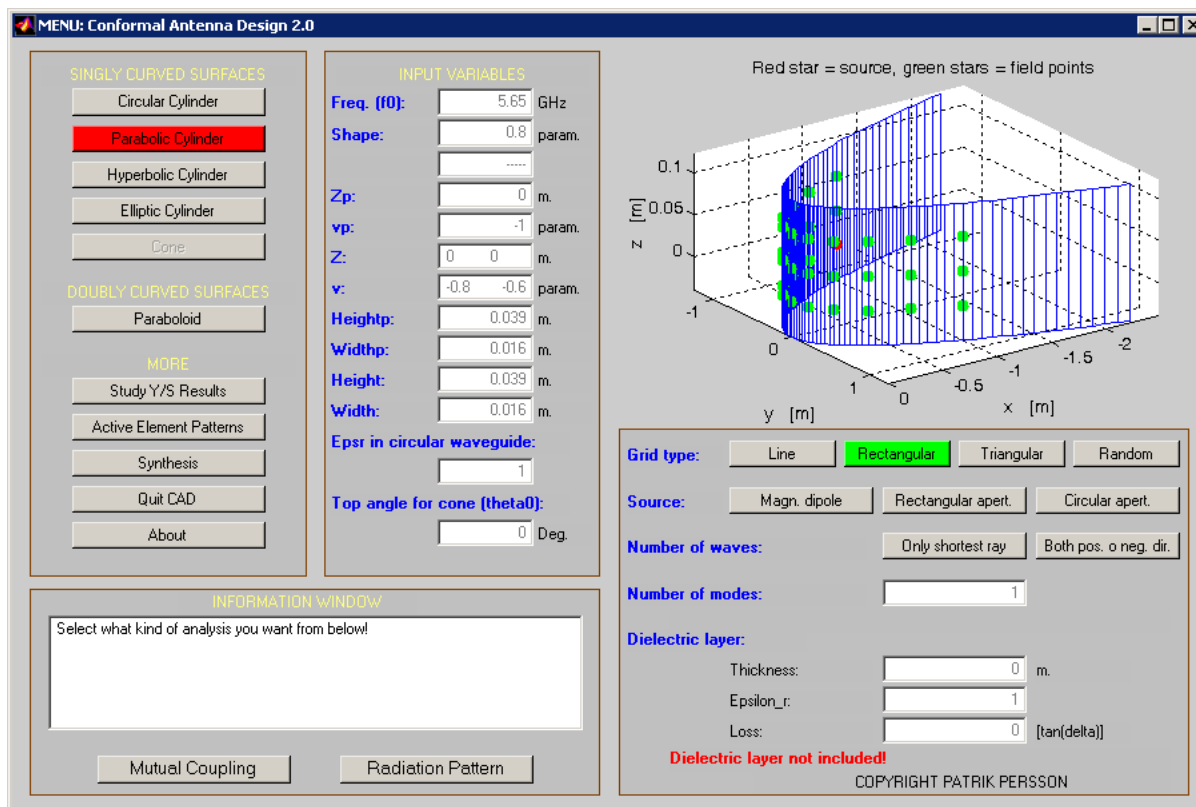 MENU: Conformal Antenna Design 2.0
SINGLY CURVED SURFACES
Circular Cylinder
Parabolic Cylinder
Hyperbolic Cylinder
Elliptic Cylinder
Cone
DOUBLY CURVED SURFACES
Paraboloid
MORE
Study Y/S Results
Active Element Patterns
Synthesis
Quit CAD
About
INPUT VARIABLES
Freq. (f0): 5.65 GHz
Shape: 0.8 param.
-----
Zp: 0 m.
vp: -1 param.
Z: 0 0 m.
v: -0.8 -0.6 param.
Heightp: 0.039 m.
Widthp: 0.016 m.
Height: 0.039 m.
Width: 0.016 m.
Epsr in circular waveguide:
1
Top angle for cone (theta0):
0 Deg.
Red star = source, green stars = field points
0.1
0.05
0
z [m]
-1
0
1
y [m]
0
-0.5
-1
-1.5
-2
x [m]
Grid type: Line Rectangular Triangular Random
Source: Magn. dipole Rectangular apert. Circular apert.
Number of waves: Only shortest ray Both pos. o neg. dir.
Number of modes: 1
Dielectric layer:
Thickness: 0 m.
Epsilon_r: 1
Loss: 0 [tan(delta)]
Dielectric layer not included!
COPYRIGHT PATRIK PERSSON
INFORMATION WINDOW
Select what kind of analysis you want from below!
Mutual Coupling Radiation Pattern